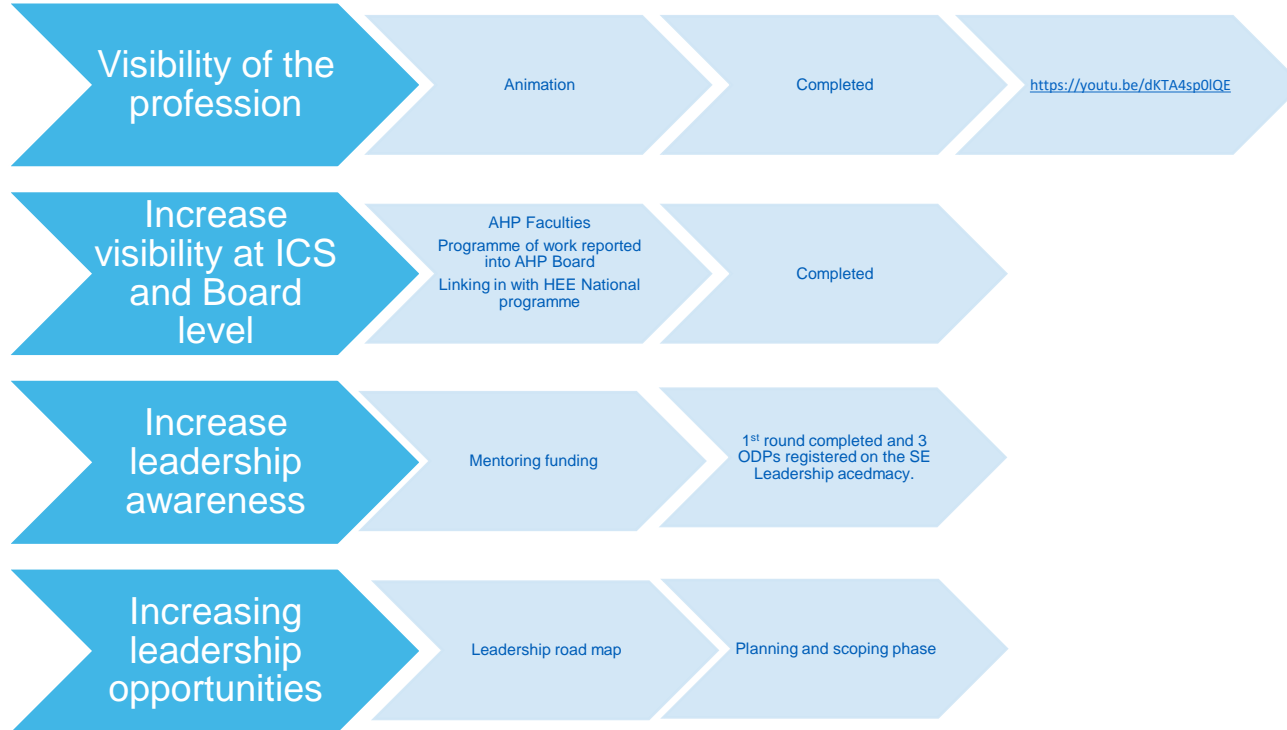 Visibility of the
profession
Animation
Completed
https://youtu.be/dKTA4sp0lQE
Increase
visibility at ICS
and Board
level
AHP Faculties
Programme of work reported
into AHP Board
Linking in with HEE National
programme
Completed
Increase
leadership
awareness
Mentoring funding
1st round completed and 3
ODPs registered on the SE
Leadership acedmacy.
Increasing
leadership
opportunities
Leadership road map
Planning and scoping phase